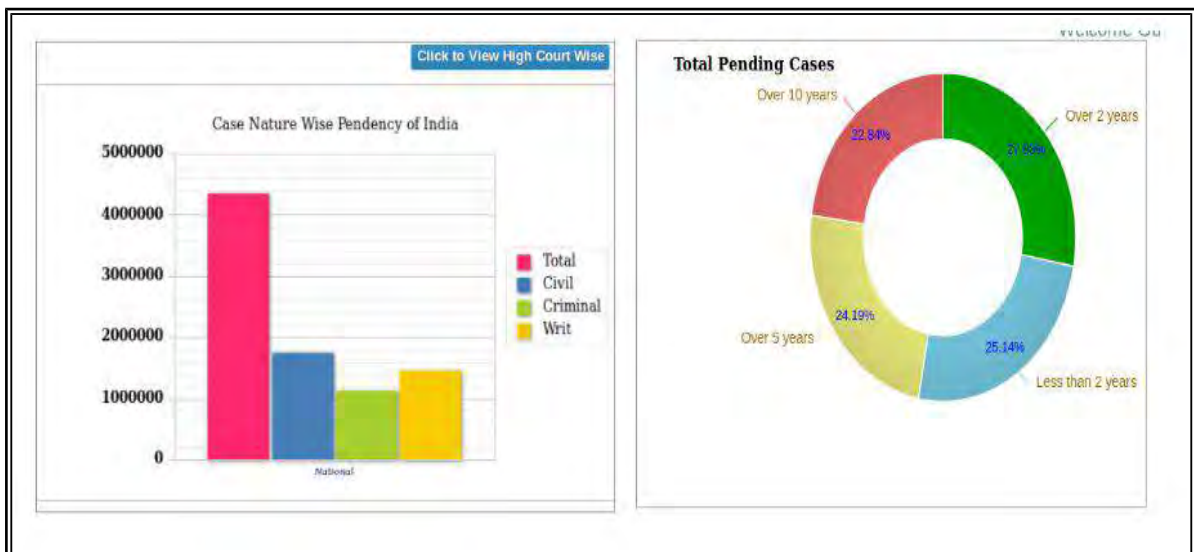 Click to View High Court Wise
Case Nature Wise Pendency of India
5000000
4000000
3000000
2000000
1000000
0
National
Total
Civil
Criminal
Writ
Total Pending Cases
Over 10 years
22.84%
Over 2 years
Over 5 years
24.19%
25.14%
Less than 2 years